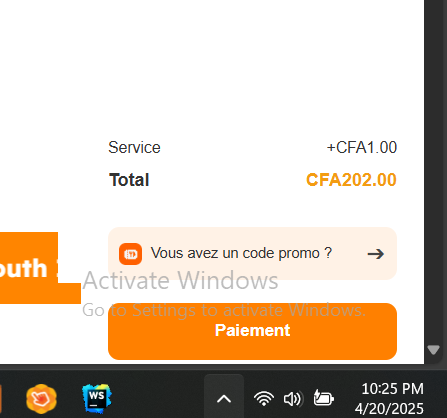 Service +CFA1.00
Total CFA202.00
outh
Vous avez un code promo ?
Activate Windows
Go to Settings to activate Windows.
Paiement
WS
10:25 PM
4/20/2025